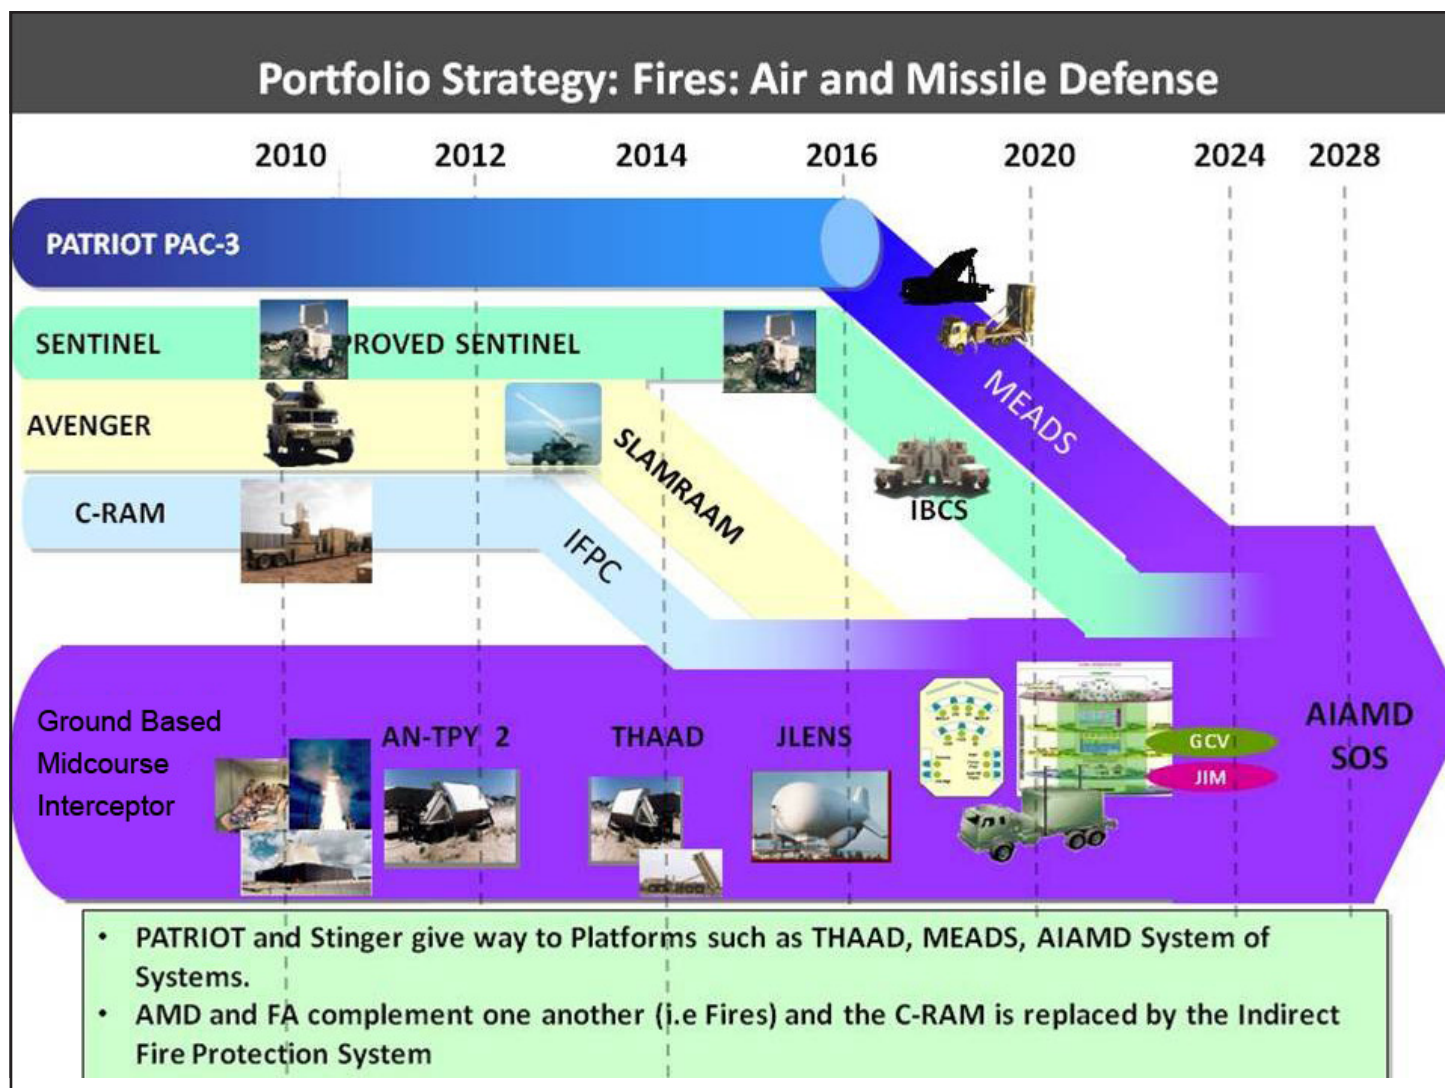 Portfolio Strategy: Fires: Air and Missile Defense
2010 2012 2014 2016 2020 2024 2028
PATRIOT PAC-3
SENTINEL
PROVED SENTINEL
AVENGER
SLAMRAAM
MEADS
C-RAM
IFPC
IBCS
Ground Based
Midcourse
Interceptor
AN-TPY 2
THAAD
JLENS
GCV
JIM
AIAMD
SOS
• PATRIOT and Stinger give way to Platforms such as THAAD, MEADS, AIAMD System of
Systems.
• AMD and FA complement one another (i.e Fires) and the C-RAM is replaced by the Indirect
Fire Protection System